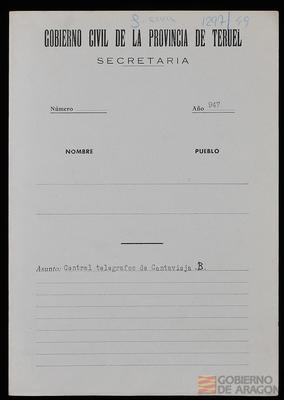 1297/49
GOBIERNO CIVIL DE LA PROVINCIA DE TERUEL
SECRETARIA
Número
Año 947
NOMBRE PUEBLO
Asunto: Central telegrafos de Cantavieja B.
GOBIERNO
DE ARAGON